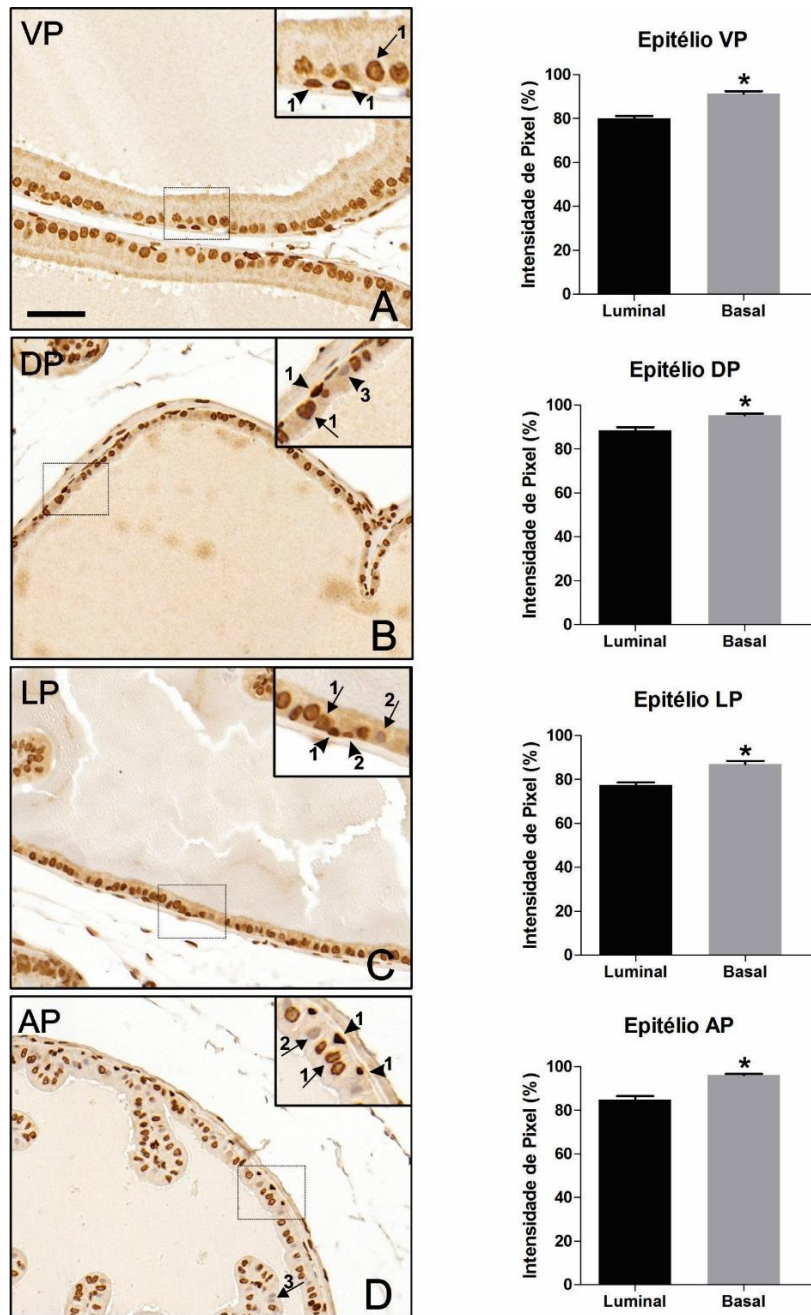 VP
1
1
1
A
Epitélio VP
Intensidade de Pixel (%)
100
80
60
40
20
0
*
Luminal
Basal
DP
1
3
1
B
Epitélio DP
Intensidade de Pixel (%)
100
80
60
40
20
0
*
Luminal
Basal
LP
1
2
1
2
C
Epitélio LP
Intensidade de Pixel (%)
100
80
60
40
20
0
*
Luminal
Basal
AP
1
2
1
1
3
D
Epitélio AP
Intensidade de Pixel (%)
100
80
60
40
20
0
*
Luminal
Basal